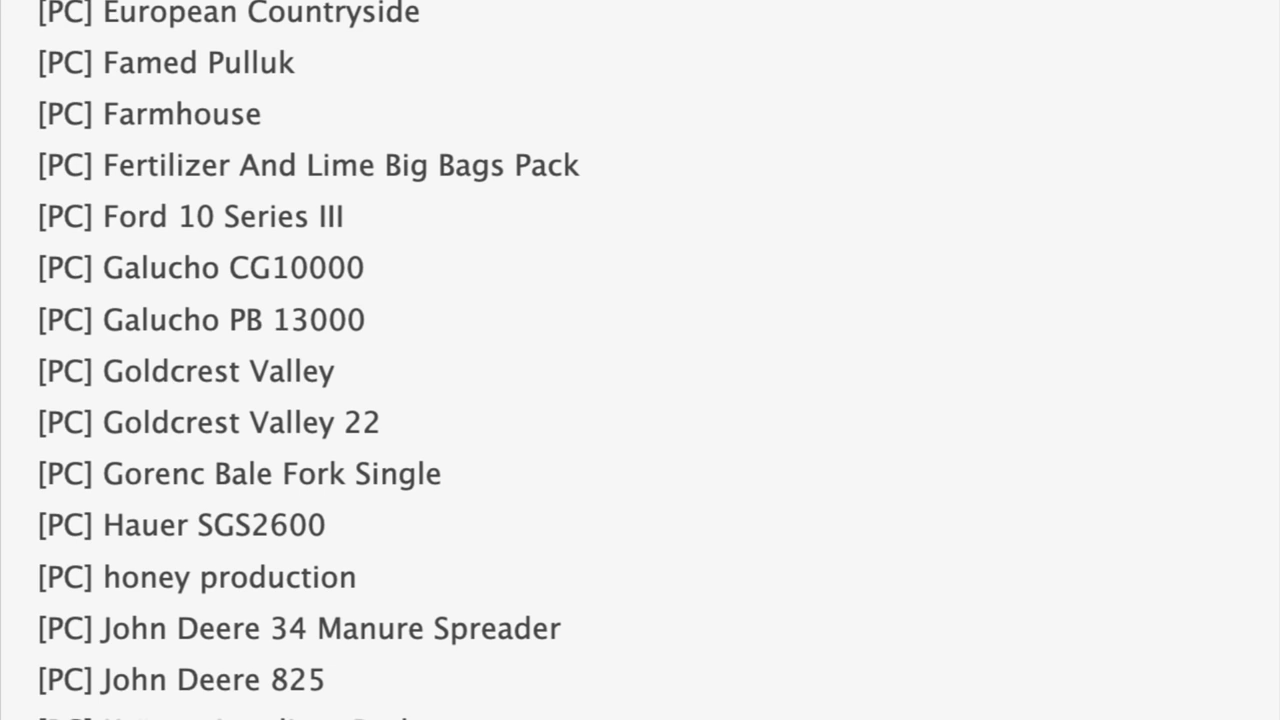 [PC] European Countryside
[PC] Famed Pulluk
[PC] Farmhouse
[PC] Fertilizer And Lime Big Bags Pack
[PC] Ford 10 Series III
[PC] Galucho CG10000
[PC] Galucho PB 13000
[PC] Goldcrest Valley
[PC] Goldcrest Valley 22
[PC] Gorenc Bale Fork Single
[PC] Hauer SGS2600
[PC] honey production
[PC] John Deere 34 Manure Spreader
[PC] John Deere 825
[PC]